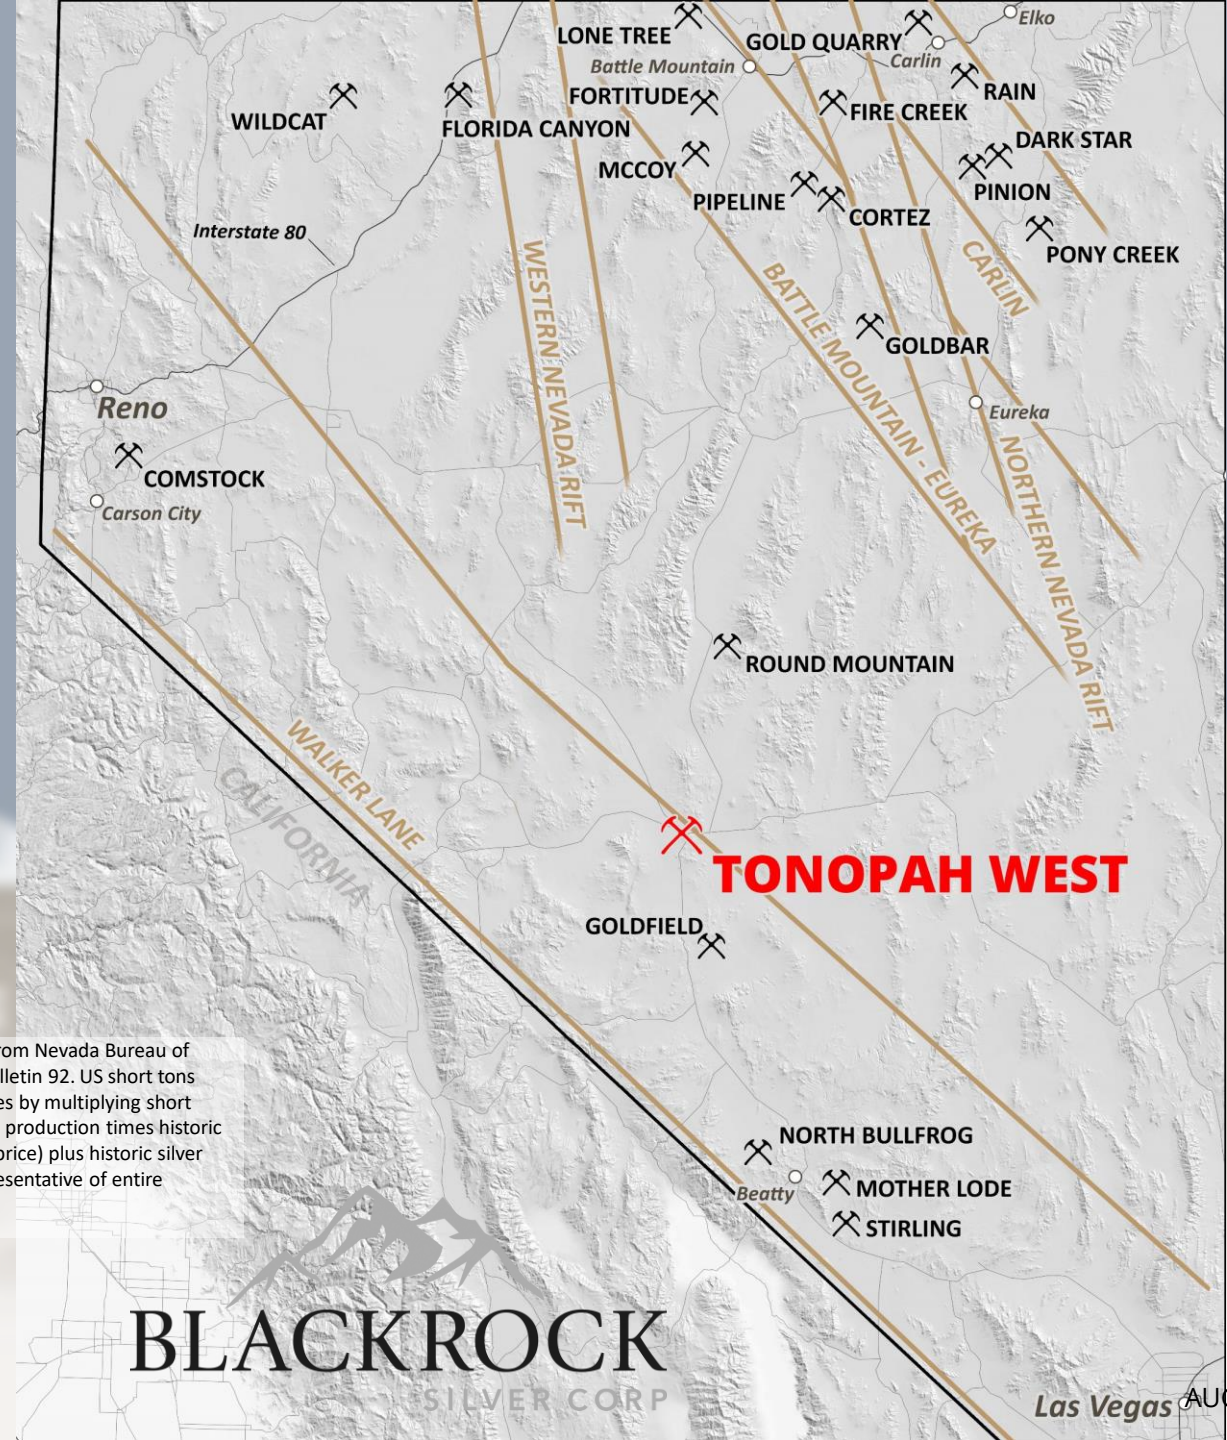 Elko
LONE TREE
GOLD QUARRY
Carlin
Battle Mountain
RAIN
FORTITUDE
FIRE CREEK
WILDCAT
FLORIDA CANYON
DARK STAR
MCCOY
PINION
PIPELINE
CORTEZ
Interstate 80
PONY CREEK
CARLIN
WESTERN NEVADA RIFT
BATTLE MOUNTAIN - EUREKA
GOLDBAR
Reno
Eureka
NORTHERN NEVADA RIFT
COMSTOCK
Carson City
ROUND MOUNTAIN
WALKER LANE
CALIFORNIA
TONOPAH WEST
GOLDFIELD
rom Nevada Bureau of
lletin 92. US short tons
es by multiplying short
production times historic
price) plus historic silver
esentative of entire
NORTH BULLFROG
Beatty
MOTHER LODE
STIRLING
BLACKROCK
SILVER CORP
Las Vegas